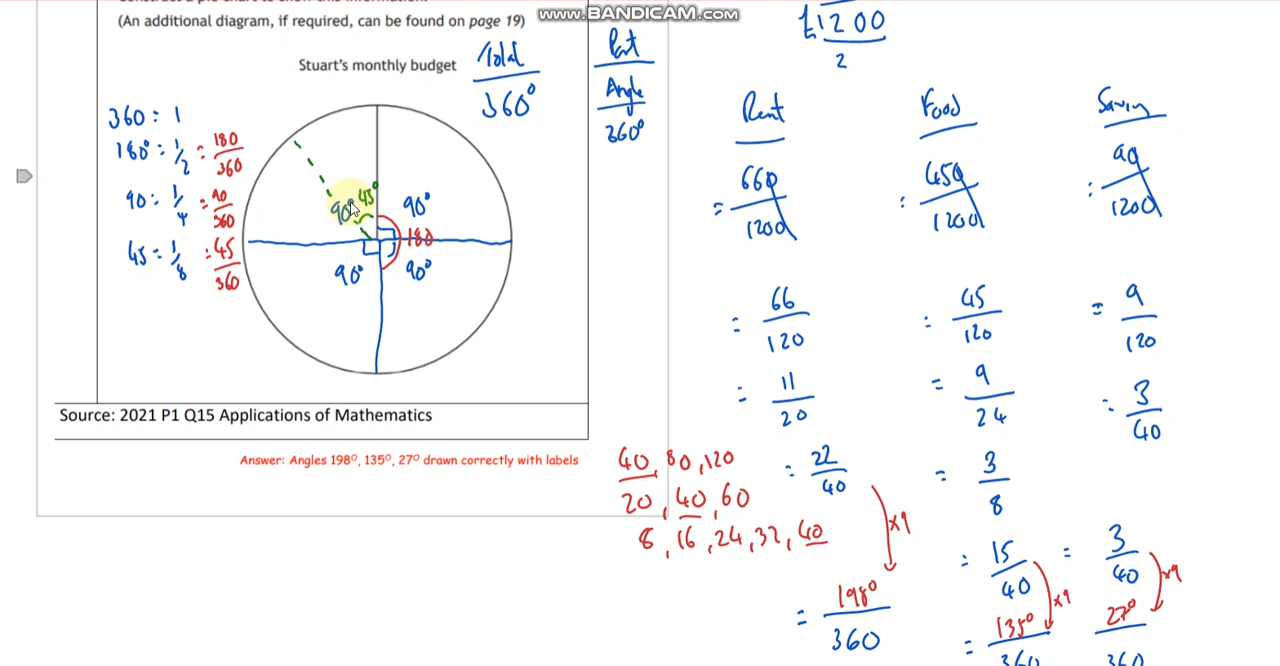 (An additional diagram, if required, can be found on page 19)
www.BANDICAM.com
£1200
2
Stuart's monthly budget
Total
360°
Part
Angle
360°
360 : 1
180° : 1/2 = 180/360
90 : 1/4 = 90/360
45 = 1/8 : 45/360
90° 45° 90°
180
90° 90°
Rent Food Saving
= 660/1200 : 450/1200 : 90/1200
= 66/120 : 45/120 = 9/120
= 11/20 = 9/24 : 3/40
= 22/40 = 3/8
: 15/40 = 3/40
x9 x9 x9
= 198°/360 = 135°/360 27°/360
40, 80, 120
20, 40, 60
8, 16, 24, 32, 40
Source: 2021 P1 Q15 Applications of Mathematics
Answer: Angles 198°, 135°, 27° drawn correctly with labels